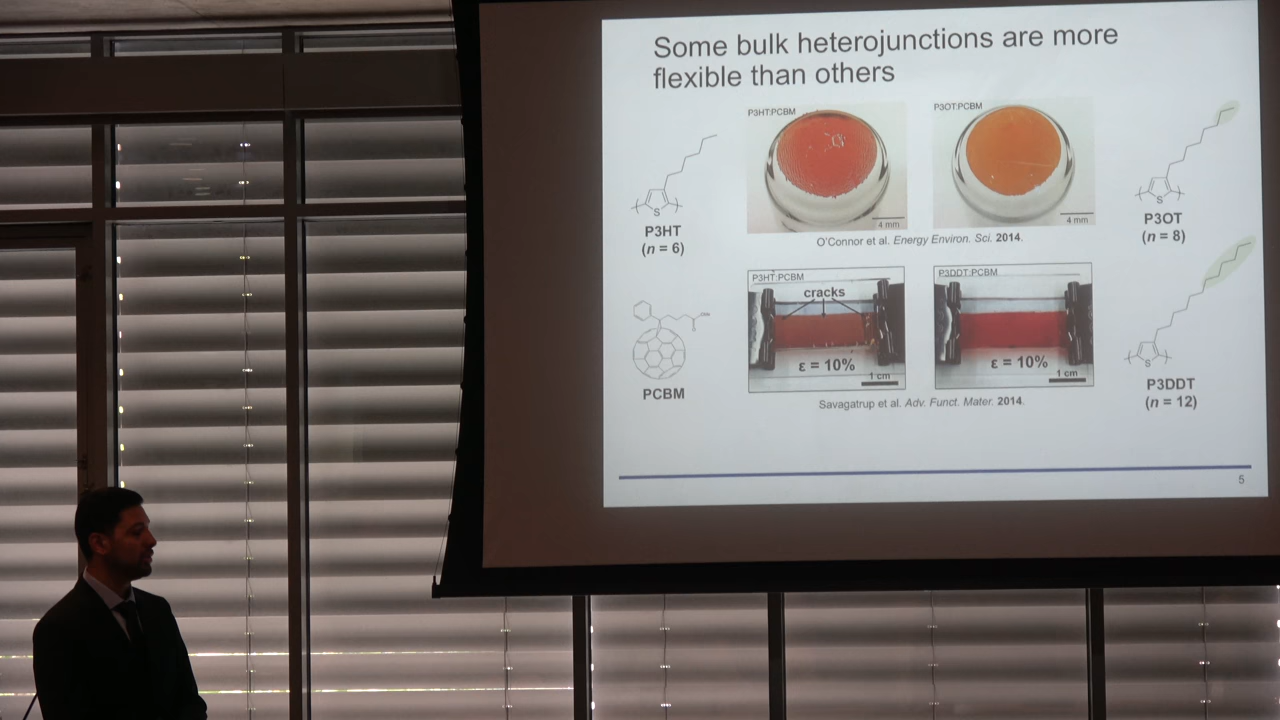 Some bulk heterojunctions are more
flexible than others
P3HT:PCBM
P3OT:PCBM
S
P3HT
(n = 6)
4 mm
4 mm
S
P3OT
(n = 8)
O'Connor et al. Energy Environ. Sci. 2014.
P3HT:PCBM
cracks
ε = 10%
1 cm
P3DDT:PCBM
ε = 10%
1 cm
O
PCBM
S
P3DDT
(n = 12)
Savagatrup et al. Adv. Funct. Mater. 2014.
5